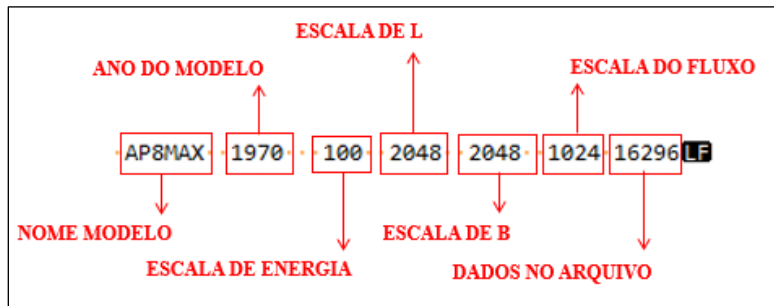 ESCALA DE L
ANO DO MODELO
ESCALA DO FLUXO
AP8MAX 1970 100 2048 2048 1024 16296 LF
NOME MODELO
ESCALA DE B
ESCALA DE ENERGIA
DADOS NO ARQUIVO